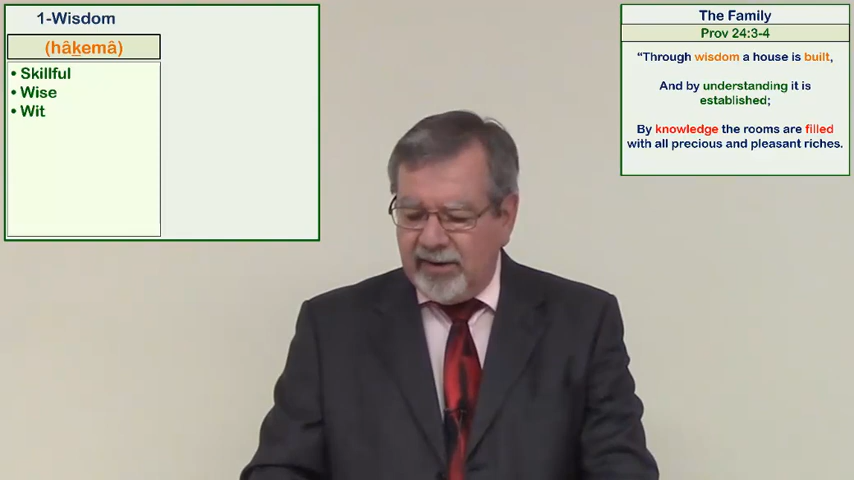 1-Wisdom
(hâḵemâ)
• Skillful
• Wise
• Wit
The Family
Prov 24:3-4
“Through wisdom a house is built,
And by understanding it is
established;
By knowledge the rooms are filled
with all precious and pleasant riches.